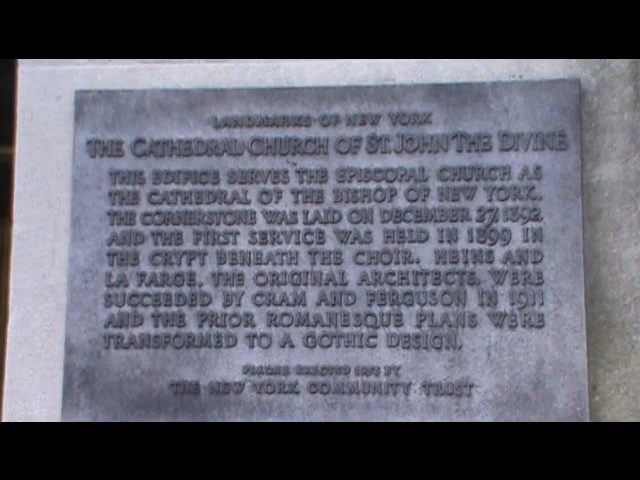 LANDMARKS OF NEW YORK
THE CATHEDRAL CHURCH OF ST. JOHN THE DIVINE
THIS EDIFICE SERVES THE EPISCOPAL CHURCH AS
THE CATHEDRAL OF THE BISHOP OF NEW YORK.
THE CORNERSTONE WAS LAID ON DECEMBER 27, 1892,
AND THE FIRST SERVICE WAS HELD IN 1899 IN
THE CRYPT BENEATH THE CHOIR. HEINS AND
LA FARGE, THE ORIGINAL ARCHITECTS, WERE
SUCCEEDED BY CRAM AND FERGUSON IN 1911
AND THE PRIOR ROMANESQUE PLANS WERE
TRANSFORMED TO A GOTHIC DESIGN.
PLAQUE ERECTED BY
THE NEW YORK COMMUNITY TRUST